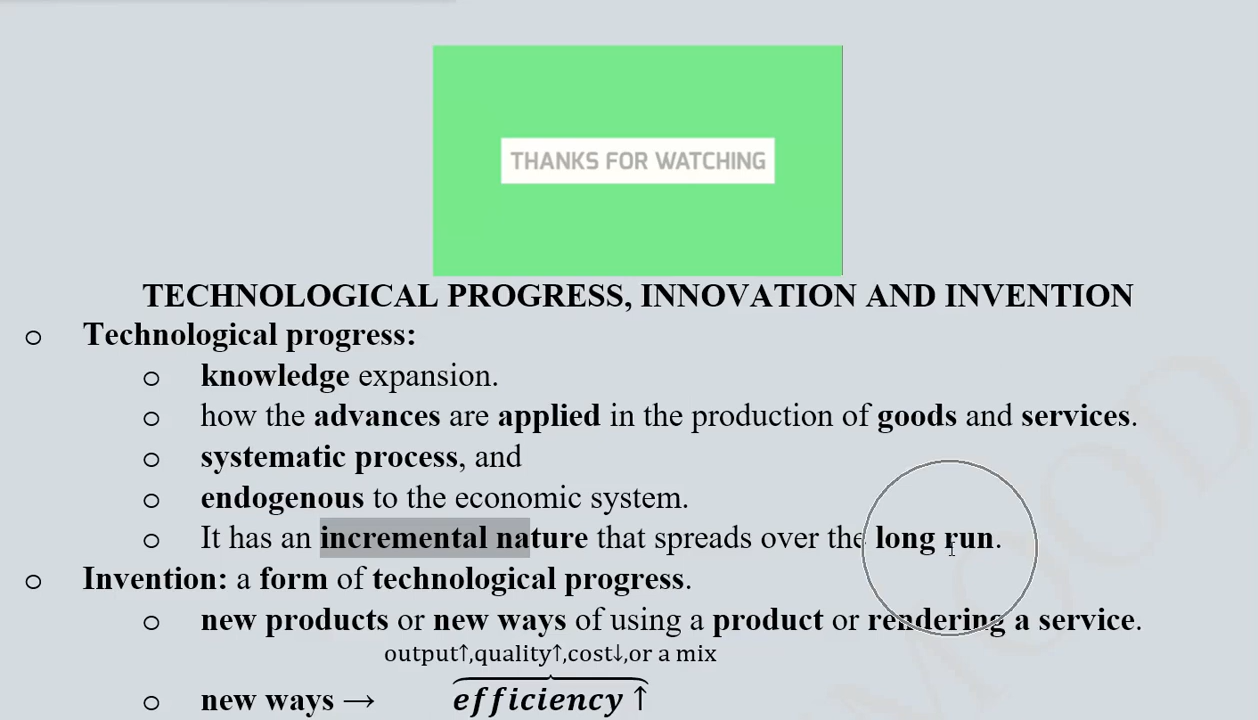 THANKS FOR WATCHING
TECHNOLOGICAL PROGRESS, INNOVATION AND INVENTION
o Technological progress:
o knowledge expansion.
o how the advances are applied in the production of goods and services.
o systematic process, and
o endogenous to the economic system.
o It has an incremental nature that spreads over the long run.
o Invention: a form of technological progress.
o new products or new ways of using a product or rendering a service.
output↑,quality↑,cost↓,or a mix
o new ways → efficiency ↑